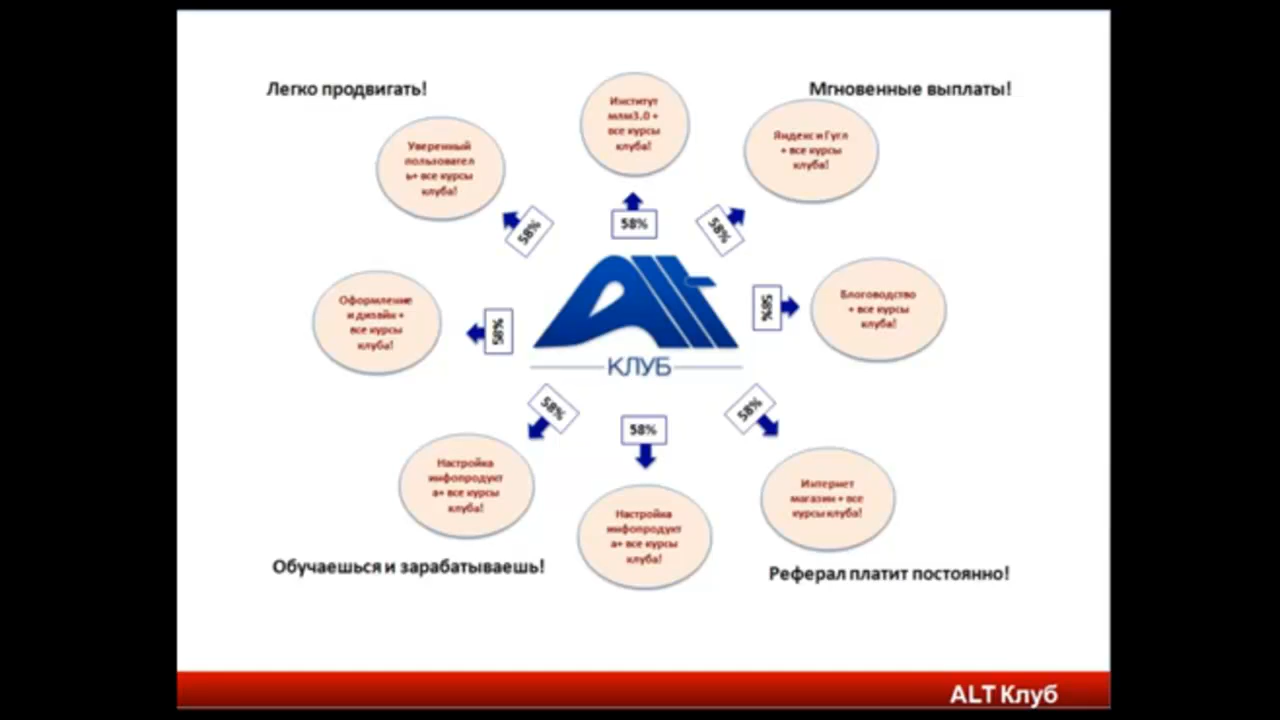 Легко продвигать!
Мгновенные выплаты!
Институт
млм3.0 +
все курсы
клуба!
Яндекс и Гугл
+ все курсы
клуба!
Уверенный
пользовател
ь+ все курсы
клуба!
58%
58%
58%
Оформление
и дизайн +
все курсы
клуба!
58%
Alt
КЛУБ
58%
Блоговодство
+ все курсы
клуба!
58%
58%
58%
Настройка
инфопродукт
а+ все курсы
клуба!
Настройка
инфопродукт
а+ все курсы
клуба!
Интернет
магазин + все
курсы клуба!
Обучаешься и зарабатываешь!
Реферал платит постоянно!
ALT Клуб